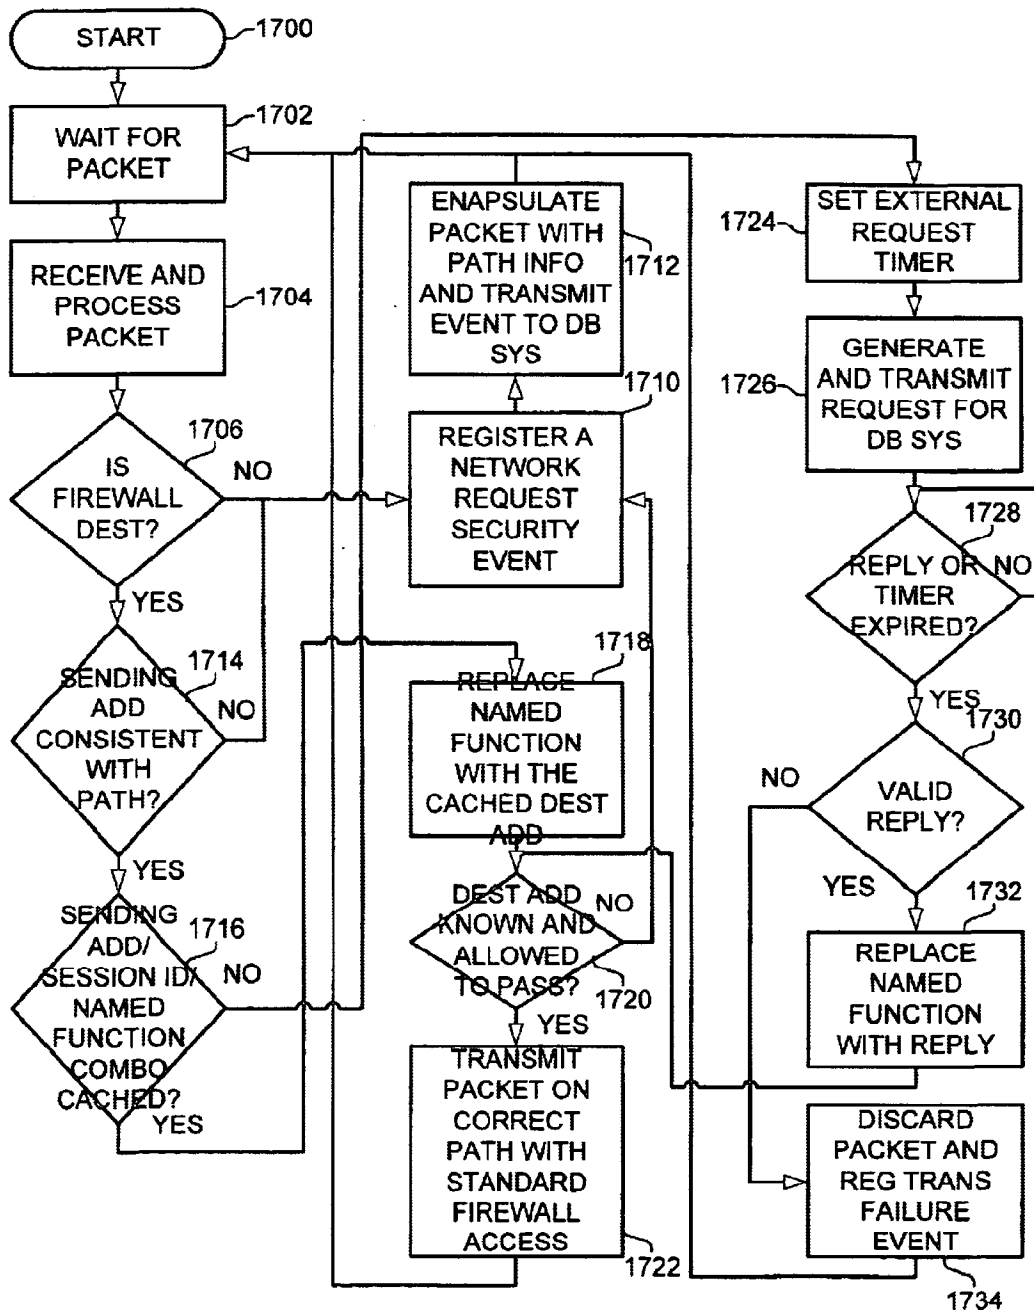 START
1700
WAIT FOR
PACKET
1702
RECEIVE AND
PROCESS
PACKET
1704
IS
FIREWALL
DEST?
1706
NO
YES
SENDING
ADD
CONSISTENT
WITH
PATH?
1714
NO
YES
SENDING
ADD/
SESSION ID/
NAMED
FUNCTION
COMBO
CACHED?
1716
NO
YES
ENAPSULATE
PACKET WITH
PATH INFO
AND TRANSMIT
EVENT TO DB
SYS
1712
REGISTER A
NETWORK
REQUEST
SECURITY
EVENT
1710
REPLACE
NAMED
FUNCTION
WITH THE
CACHED DEST
ADD
1718
DEST ADD
KNOWN AND
ALLOWED
TO PASS?
1720
NO
YES
TRANSMIT
PACKET ON
CORRECT
PATH WITH
STANDARD
FIREWALL
ACCESS
1722
SET EXTERNAL
REQUEST
TIMER
1724
GENERATE
AND TRANSMIT
REQUEST FOR
DB SYS
1726
REPLY OR
TIMER
EXPIRED?
1728
NO
YES
VALID
REPLY?
1730
NO
YES
REPLACE
NAMED
FUNCTION
WITH REPLY
1732
DISCARD
PACKET AND
REG TRANS
FAILURE
EVENT
1734